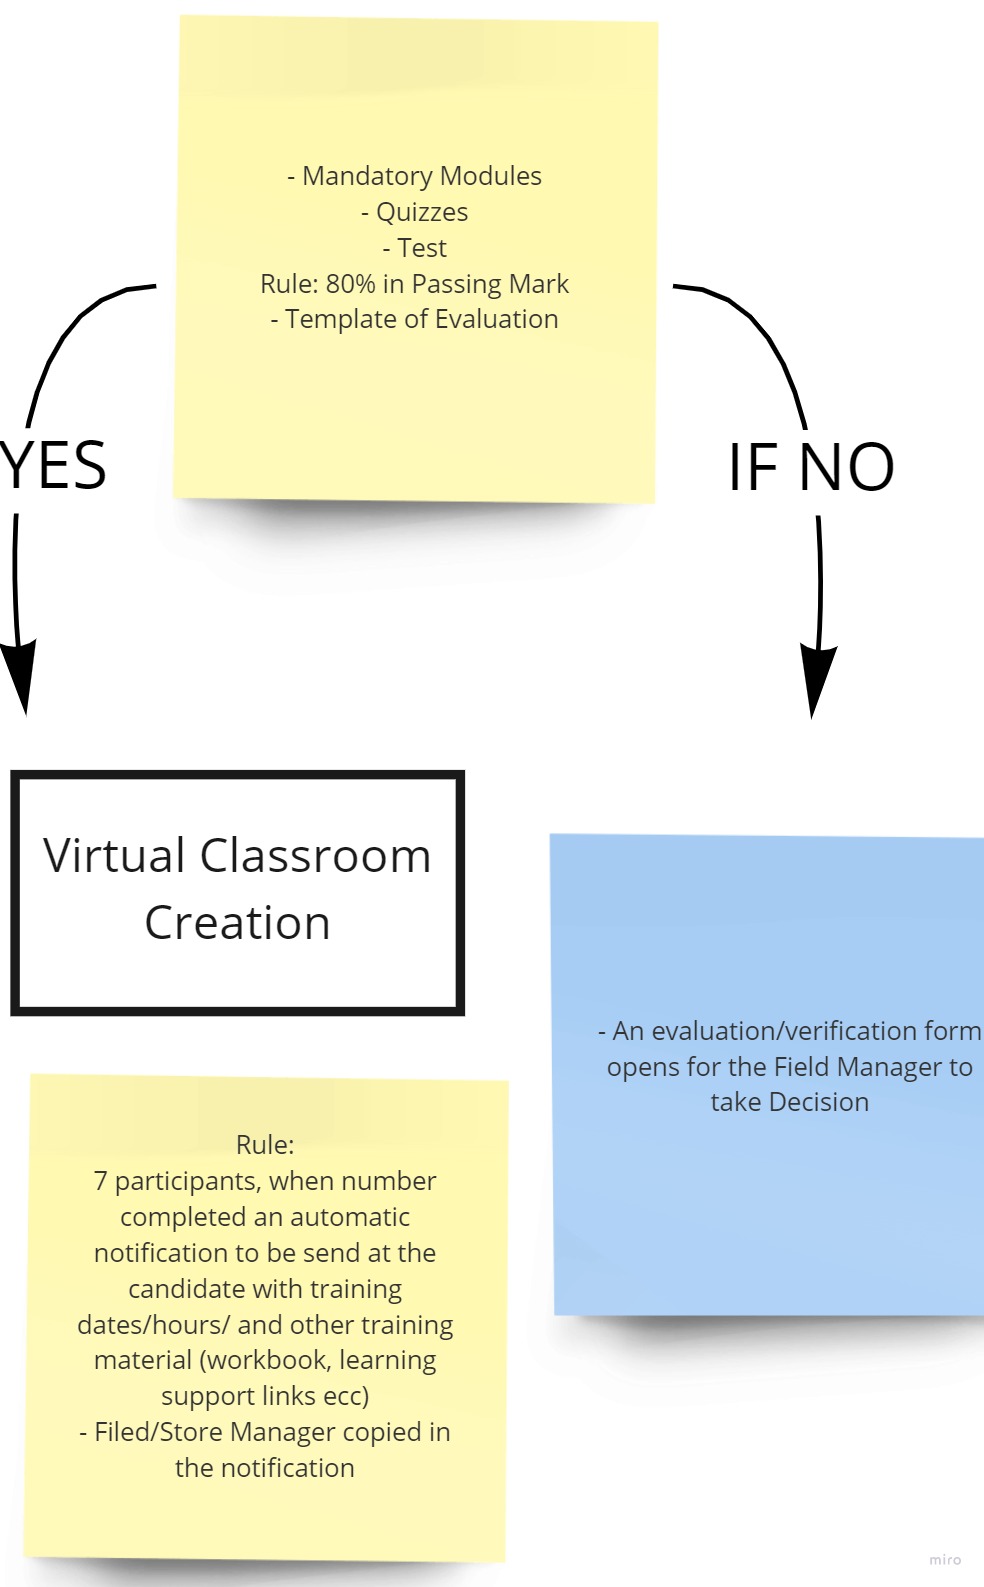 - Mandatory Modules
- Quizzes
- Test
Rule: 80% in Passing Mark
- Template of Evaluation
YES
IF NO
Virtual Classroom
Creation
- An evaluation/verification form
opens for the Field Manager to
take Decision
Rule:
7 participants, when number
completed an automatic
notification to be send at the
candidate with training
dates/hours/ and other training
material (workbook, learning
support links ecc)
- Filed/Store Manager copied in
the notification
miro